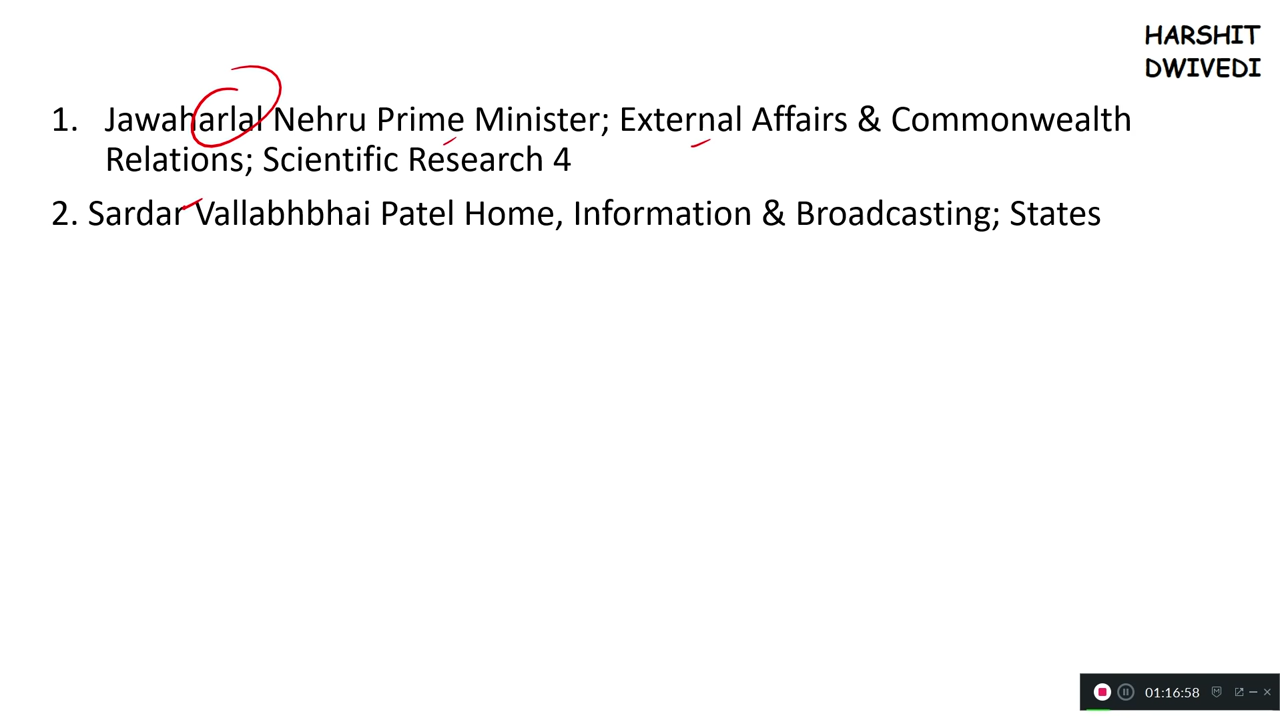 HARSHIT
DWIVEDI
1. Jawaharlal Nehru Prime Minister; External Affairs & Commonwealth
Relations; Scientific Research 4
2. Sardar Vallabhbhai Patel Home, Information & Broadcasting; States
01:16:58